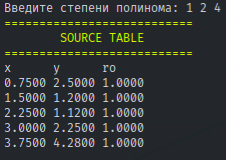 Введите степени полинома: 1 2 4
===========================
SOURCE TABLE
===========================
x y ro
0.7500 2.5000 1.0000
1.5000 1.2000 1.0000
2.2500 1.1200 1.0000
3.0000 2.2500 1.0000
3.7500 4.2800 1.0000